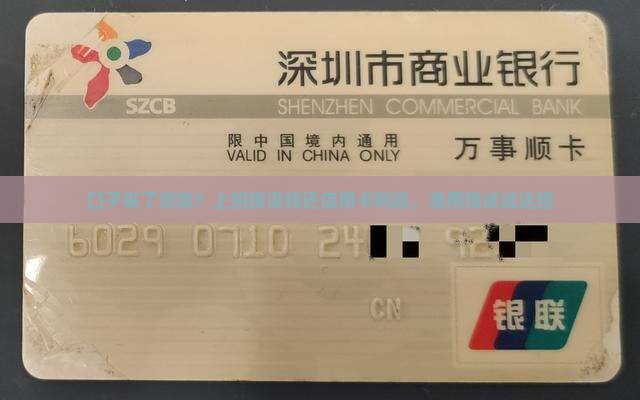 深圳市商业银行
SZCB
SHENZHEN COMMERCIAL BANK
限中国境内通用
VALID IN CHINA ONLY
万事顺卡
6029 0710 24 92
CN
银联